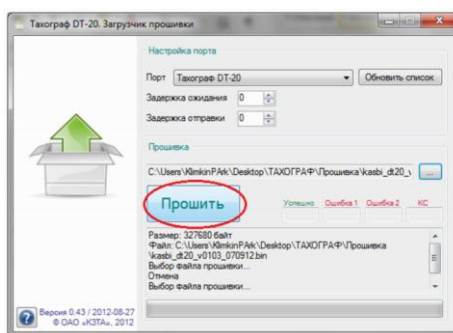 Тахограф DT-20. Загрузчик прошивки
Настройка порта
Порт Тахограф DT-20 Обновить список
Задержка ожидания 0
Задержка отправки 0
Прошивка
C:\Users\KlimkinPArk\Desktop\ТАХОГРАФ\Прошивка\kasbi_dt20_v ...
Прошить Успешно Ошибка 1 Ошибка 2 КС
Размер: 327680 байт
Файл: C:\Users\KlimkinPArk\Desktop\ТАХОГРАФ\Прошивка
\kasbi_dt20_v0103_070912.bin
Выбор файла прошивки...
Отмена
Выбор файла прошивки...
Версия 0.43 / 2012-08-27
© ОАО «КЗТА», 2012